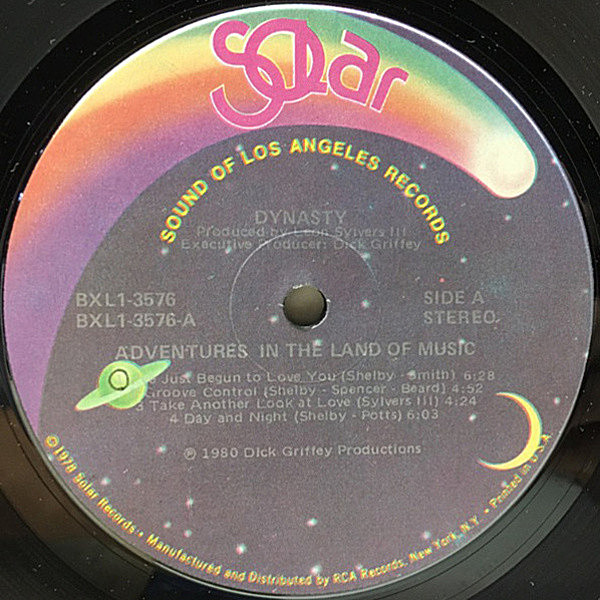 Solar
SOUND OF LOS ANGELES RECORDS
DYNASTY
Produced by Leon Sylvers III
Executive Producer: Dick Griffey
BXL1-3576
BXL1-3576-A
SIDE A
STEREO
ADVENTURES IN THE LAND OF MUSIC
Just Begun to Love You (Shelby - Smith) 6:28
Groove Control (Shelby - Spencer - Beard) 4:52
3 Take Another Look at Love (Sylvers III) 4:24
4 Day and Night (Shelby - Potts) 6:03
℗ 1980 Dick Griffey Productions
© 1978 Solar Records • Manufactured and Distributed by RCA Records, New York, N.Y. • Printed in U.S.A